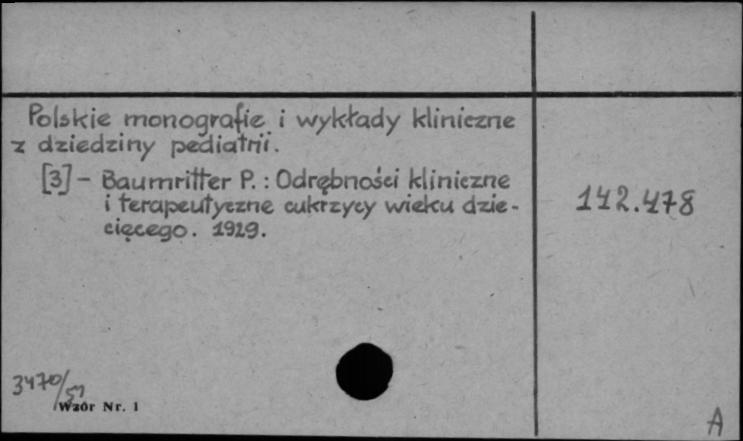 Polskie monografie i wykłady kliniczne
z dziedziny pediatrii.
[3] – Baumritter P. : Odrębności kliniczne
i terapeutyczne cukrzycy wieku dzie-
cięcego. 1929.
142.478
3470/51
Wzór Nr. 1
A